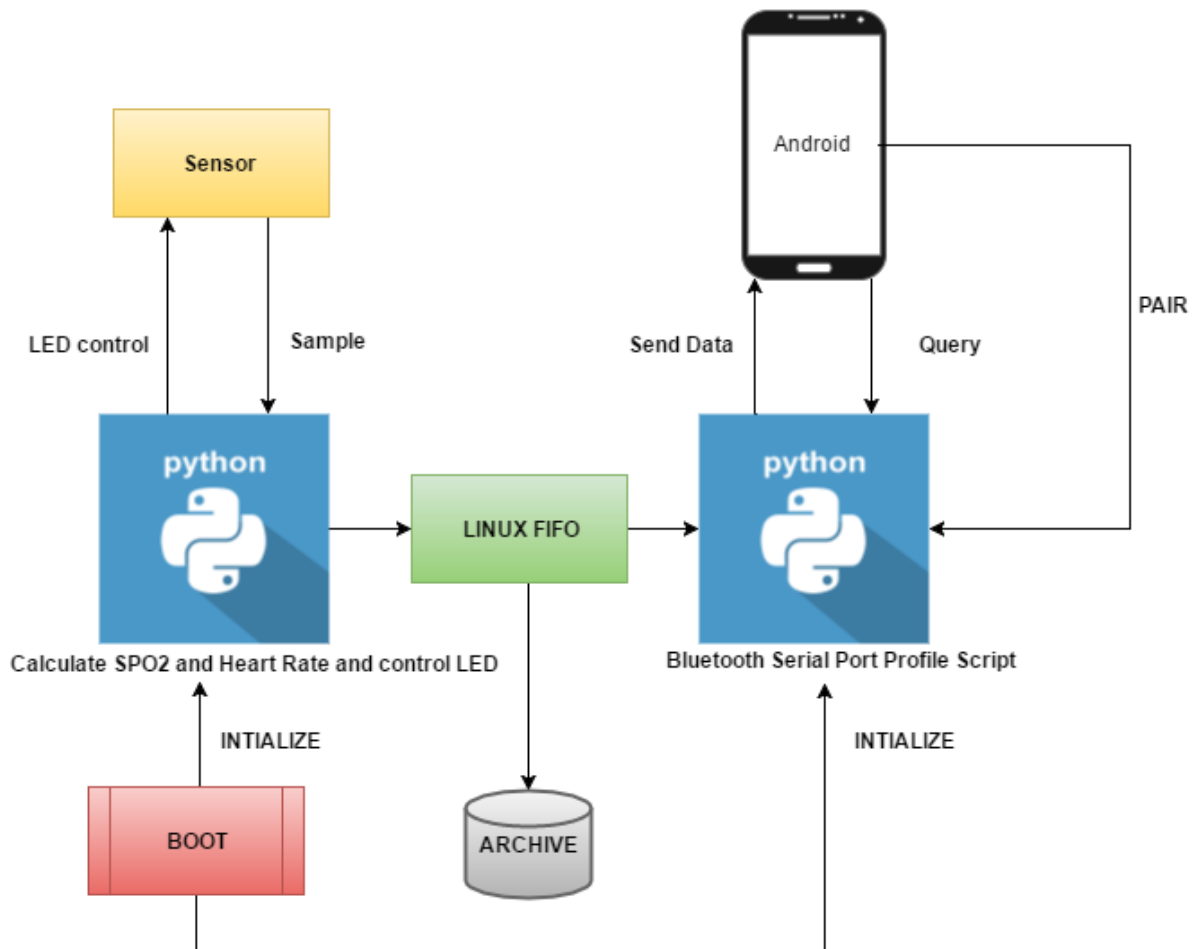 Android
Sensor
PAIR
LED control
Sample
Send Data
Query
python
python
LINUX FIFO
Calculate SPO2 and Heart Rate and control LED
Bluetooth Serial Port Profile Script
INTIALIZE
INTIALIZE
BOOT
ARCHIVE